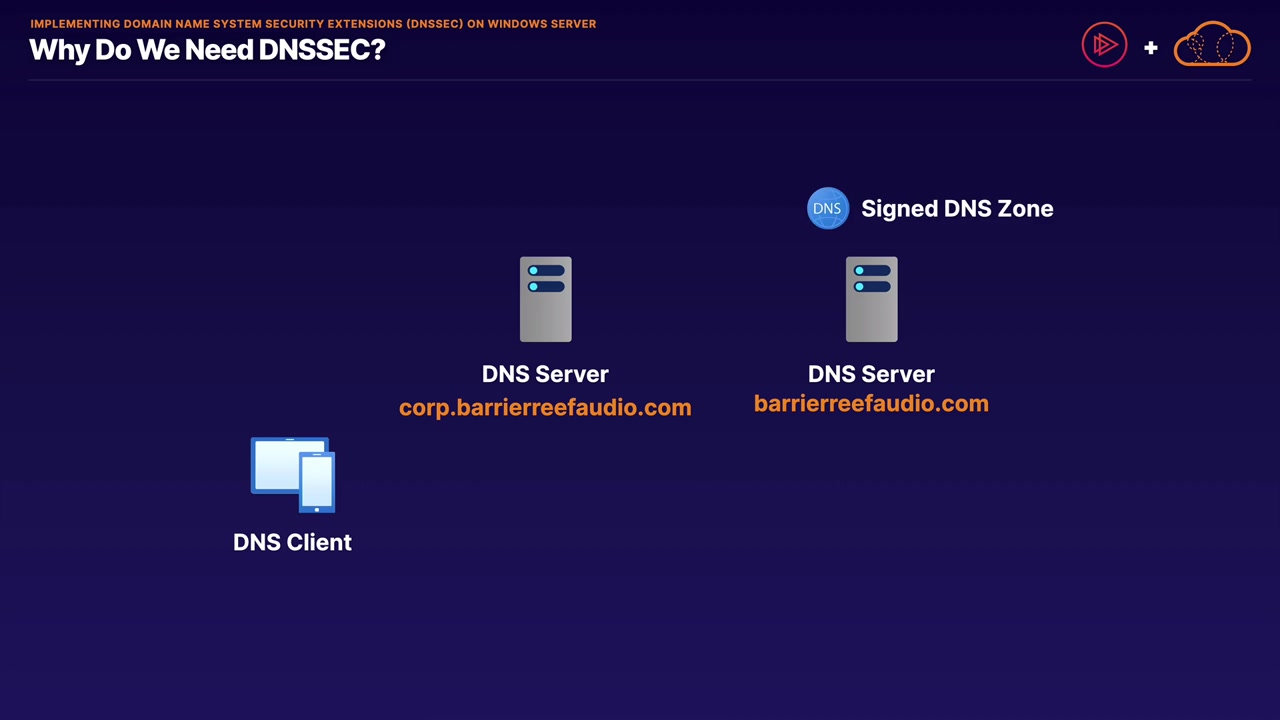 IMPLEMENTING DOMAIN NAME SYSTEM SECURITY EXTENSIONS (DNSSEC) ON WINDOWS SERVER
Why Do We Need DNSSEC?
+
DNS
Signed DNS Zone
DNS Server
corp.barrierreefaudio.com
DNS Server
barrierreefaudio.com
DNS Client